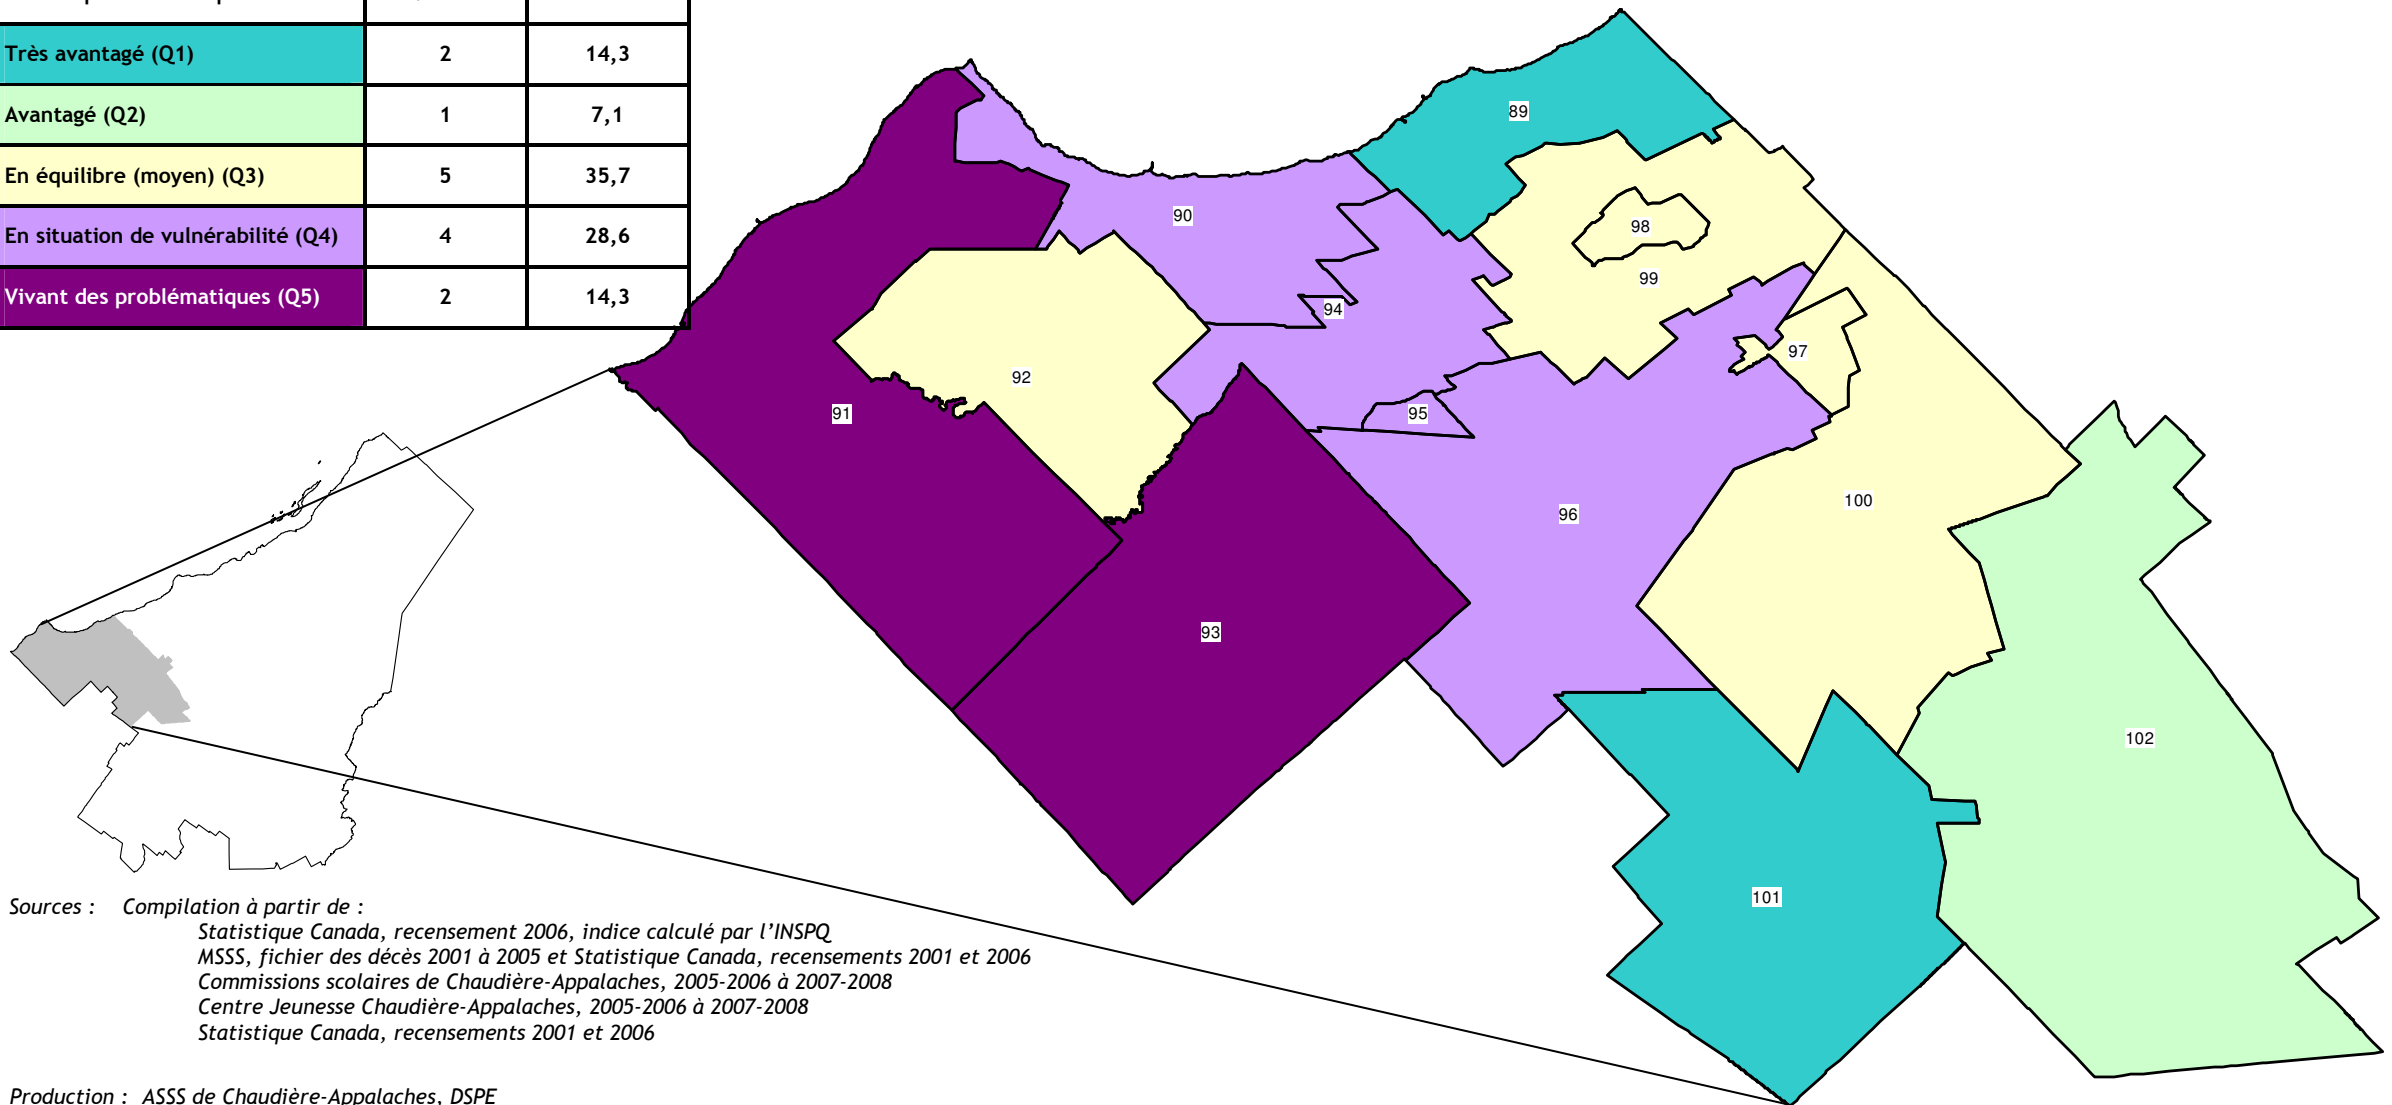 Très avantagé (Q1) 2 14,3
Avantagé (Q2) 1 7,1
En équilibre (moyen) (Q3) 5 35,7
En situation de vulnérabilité (Q4) 4 28,6
Vivant des problématiques (Q5) 2 14,3
89
90
98
99
94
97
92
91
95
100
96
93
102
101
Sources : Compilation à partir de :
Statistique Canada, recensement 2006, indice calculé par l'INSPQ
MSSS, fichier des décès 2001 à 2005 et Statistique Canada, recensements 2001 et 2006
Commissions scolaires de Chaudière-Appalaches, 2005-2006 à 2007-2008
Centre Jeunesse Chaudière-Appalaches, 2005-2006 à 2007-2008
Statistique Canada, recensements 2001 et 2006
Production : ASSS de Chaudière-Appalaches, DSPE